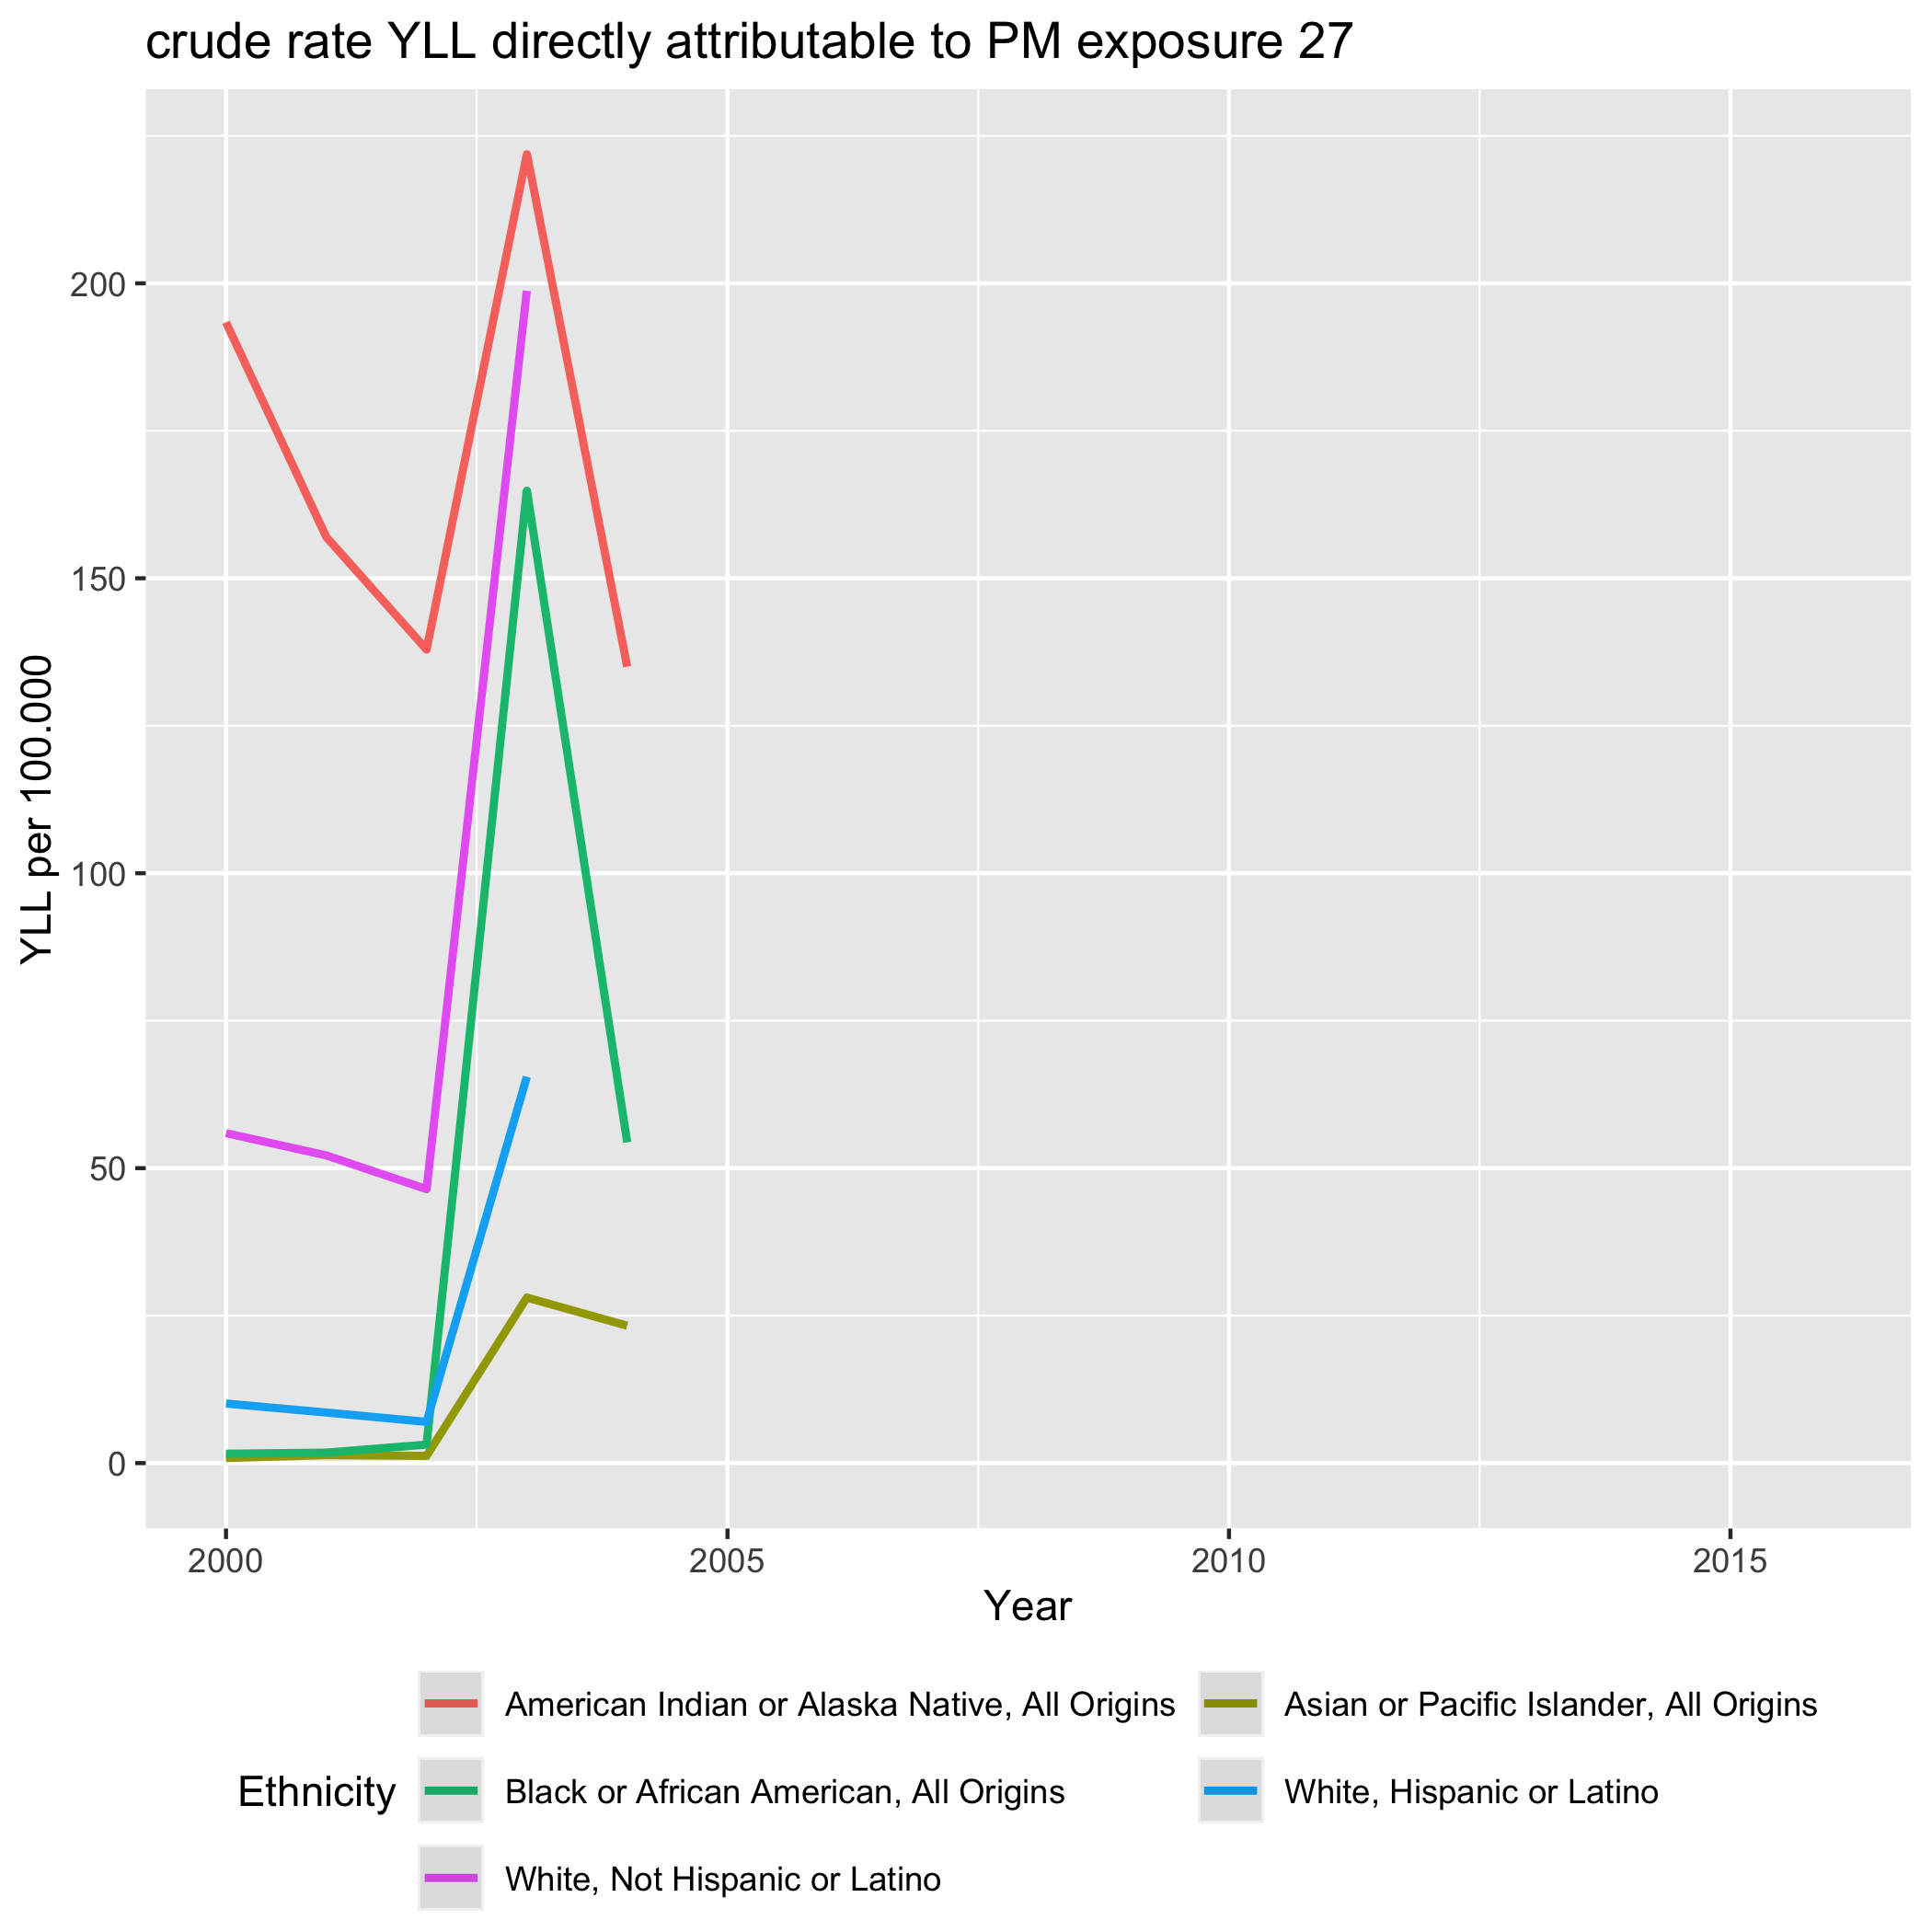 crude rate YLL directly attributable to PM exposure 27
YLL per 100.000
200
150
100
50
0
2000
2005
2010
2015
Year
Ethnicity
American Indian or Alaska Native, All Origins
Asian or Pacific Islander, All Origins
Black or African American, All Origins
White, Hispanic or Latino
White, Not Hispanic or Latino